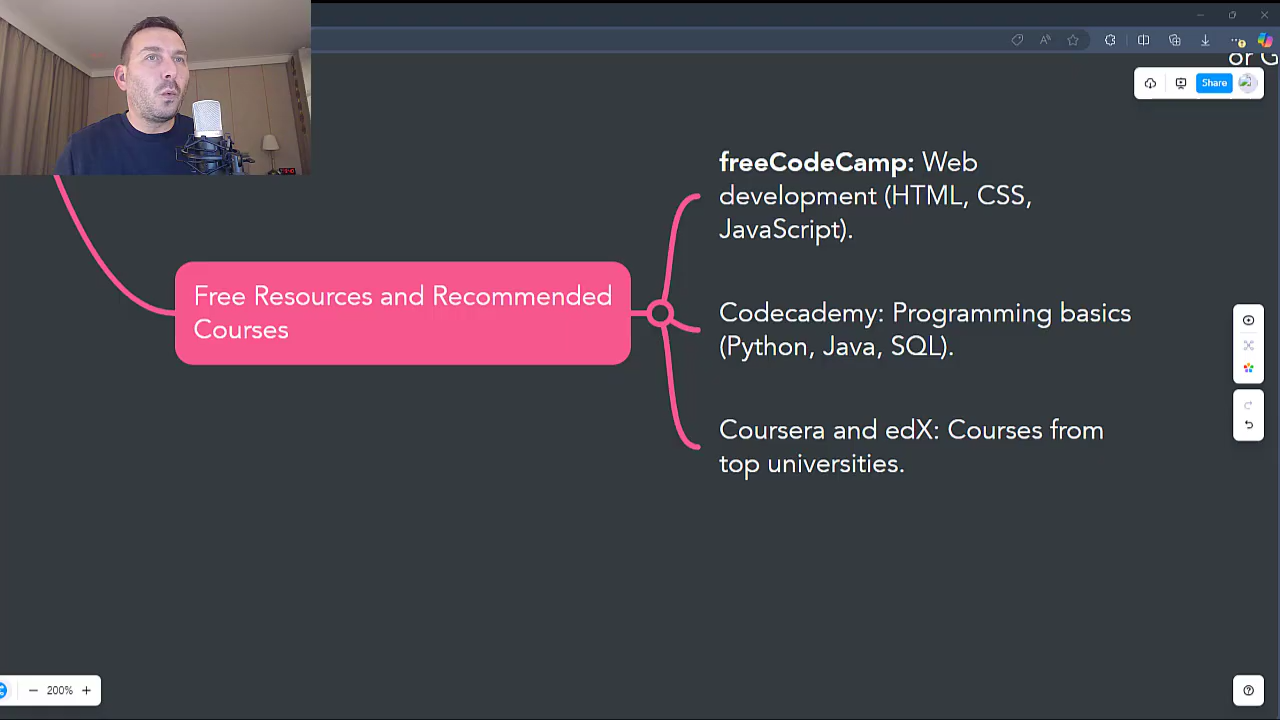 or G
Share
freeCodeCamp: Web
development (HTML, CSS,
JavaScript).
Free Resources and Recommended
Courses
Codecademy: Programming basics
(Python, Java, SQL).
Coursera and edX: Courses from
top universities.
200%